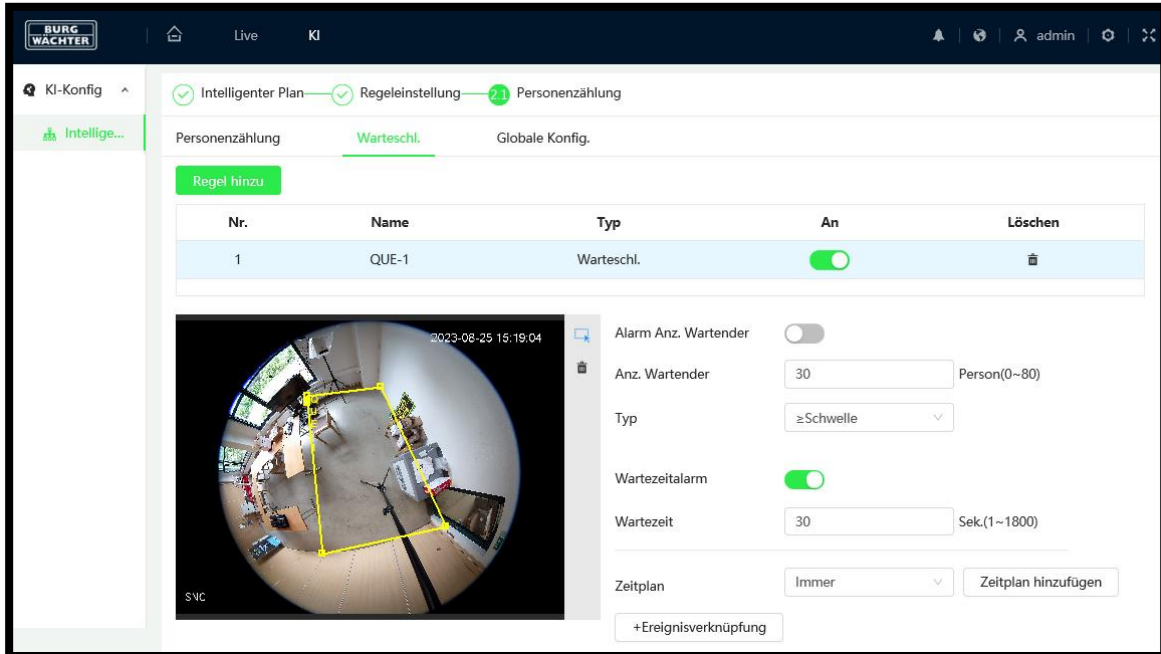 BURG
WÄCHTER
Live KI admin
KI-Konfig
Intellige...
Intelligenter Plan Regeleinstellung 2.1 Personenzählung
Personenzählung Warteschl. Globale Konfig.
Regel hinzu
Nr. Name Typ An Löschen
1 QUE-1 Warteschl.
2023-08-25 15:19:04
Alarm Anz. Wartender
Anz. Wartender 30 Person(0~80)
Typ ≥Schwelle
Wartezeitalarm
Wartezeit 30 Sek.(1~1800)
Zeitplan Immer Zeitplan hinzufügen
+Ereignisverknüpfung